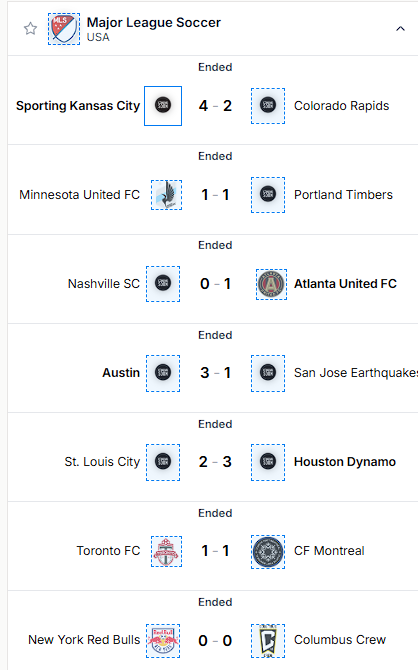 Major League Soccer
USA
Ended
Sporting Kansas City 4 - 2 Colorado Rapids
Ended
Minnesota United FC 1 - 1 Portland Timbers
Ended
Nashville SC 0 - 1 Atlanta United FC
Ended
Austin 3 - 1 San Jose Earthquakes
Ended
St. Louis City 2 - 3 Houston Dynamo
Ended
Toronto FC 1 - 1 CF Montreal
Ended
New York Red Bulls 0 - 0 Columbus Crew